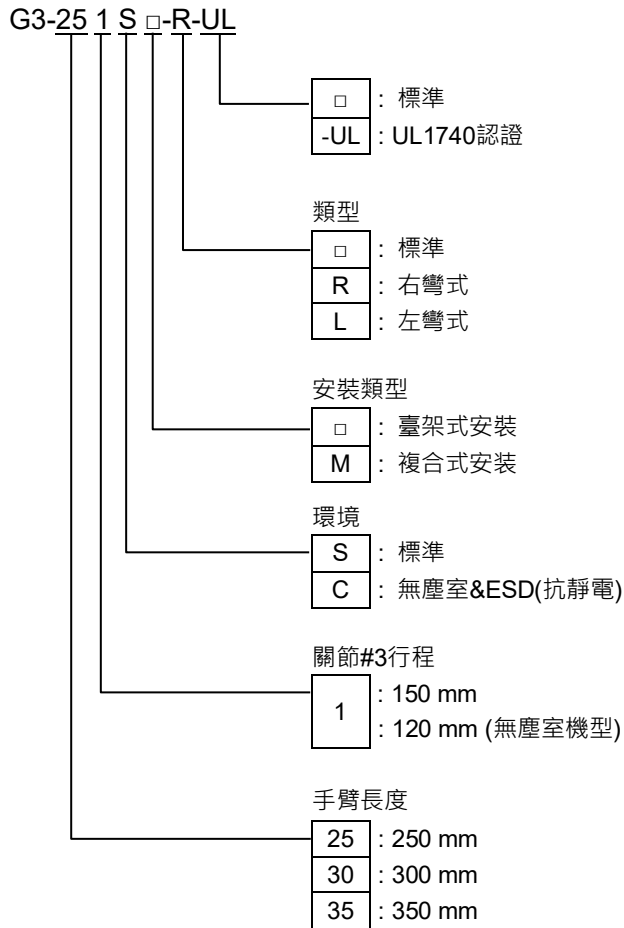 G3-25 1 S □-R-UL
□ : 標準
-UL : UL1740認證
類型
□ : 標準
R : 右彎式
L : 左彎式
安裝類型
□ : 臺架式安裝
M : 複合式安裝
環境
S : 標準
C : 無塵室&ESD(抗靜電)
關節#3行程
1 : 150 mm
: 120 mm (無塵室機型)
手臂長度
25 : 250 mm
30 : 300 mm
35 : 350 mm